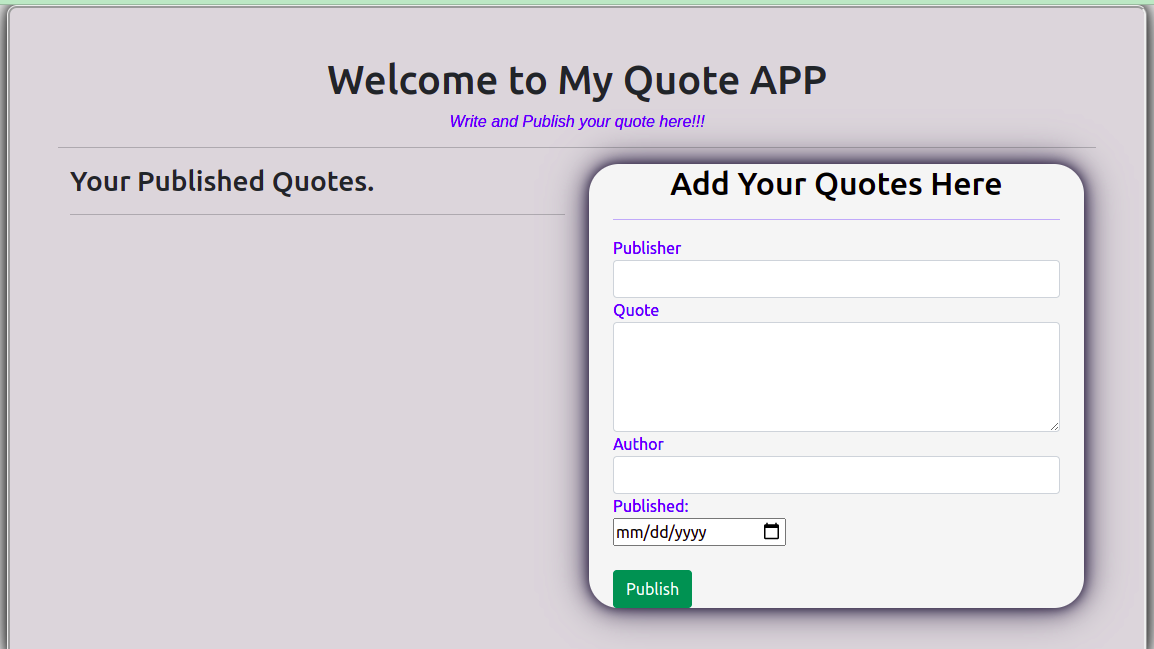 Welcome to My Quote APP
Write and Publish your quote here!!!
Your Published Quotes.
Add Your Quotes Here
Publisher
Quote
Author
Published:
mm/dd/yyyy
Publish